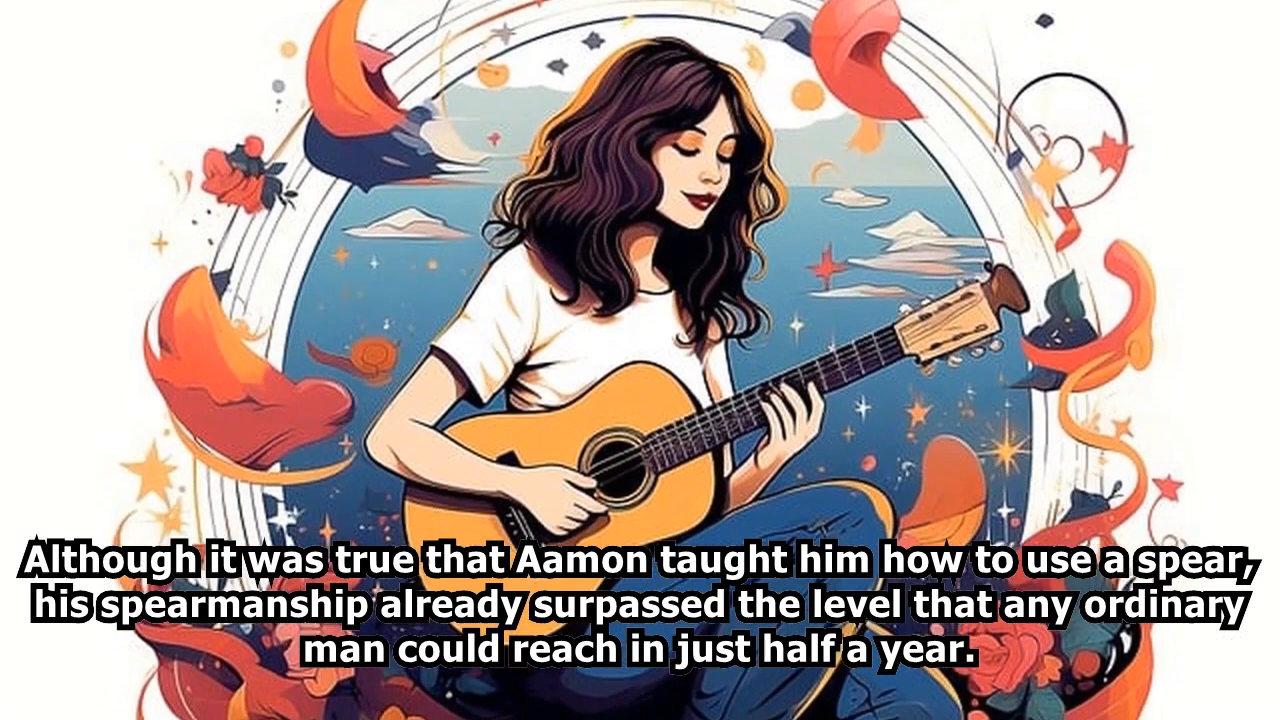 Although it was true that Aamon taught him how to use a spear,
his spearmanship already surpassed the level that any ordinary
man could reach in just half a year.